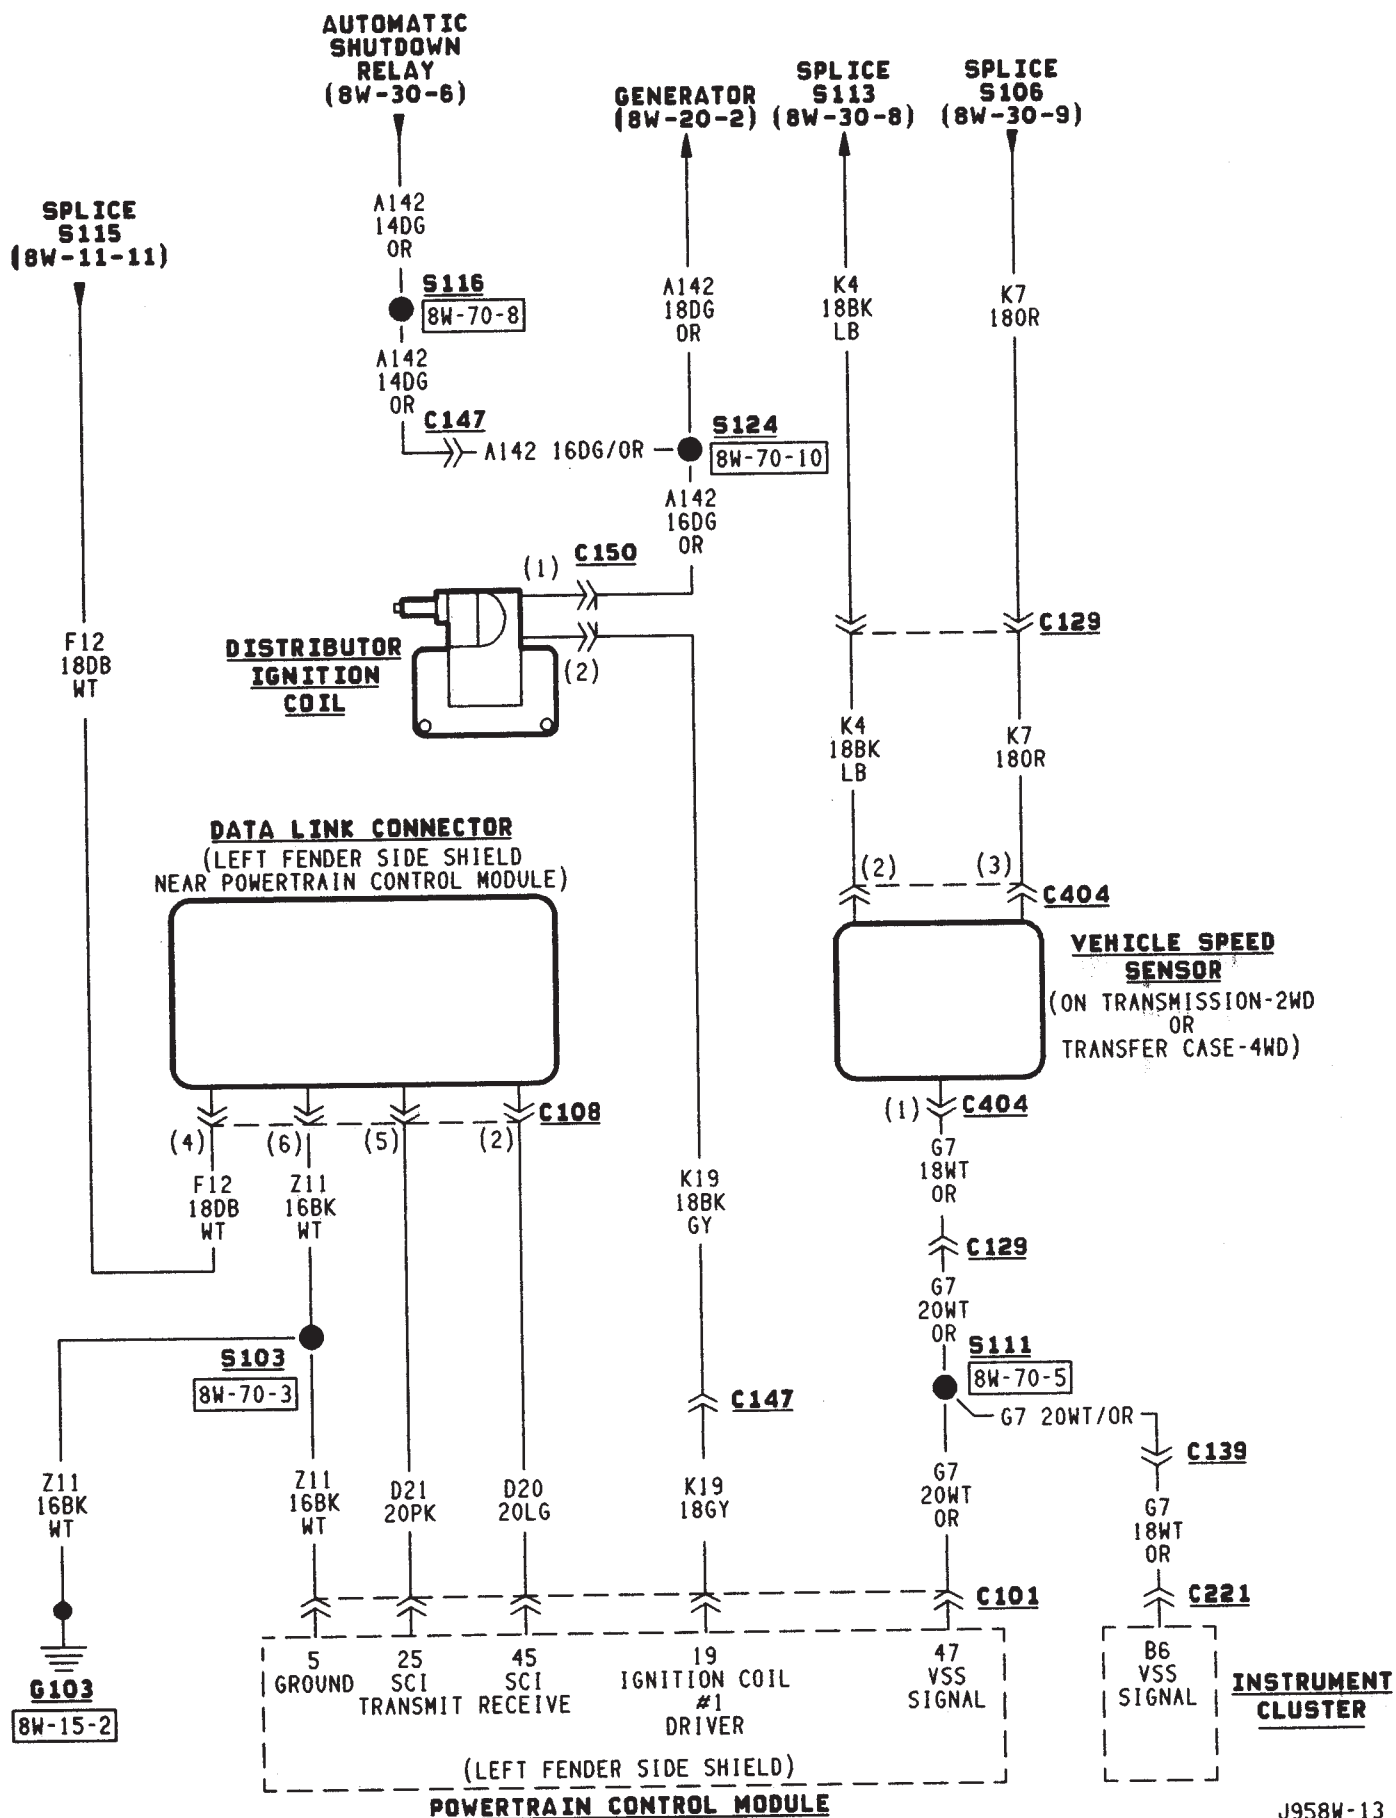 AUTOMATIC
SHUTDOWN
RELAY
(8W-30-6)
GENERATOR
(8W-20-2)
SPLICE
S113
(8W-30-8)
SPLICE
S106
(8W-30-9)
SPLICE
S115
(8W-11-11)
A142
14DG
OR
S116
8W-70-8
A142
14DG
OR
C147
A142 16DG/OR
A142
18DG
OR
S124
8W-70-10
A142
16DG
OR
K4
18BK
LB
K7
18OR
(1)
C150
(2)
DISTRIBUTOR
IGNITION
COIL
C129
F12
18DB
WT
K4
18BK
LB
K7
18OR
DATA LINK CONNECTOR
(LEFT FENDER SIDE SHIELD
NEAR POWERTRAIN CONTROL MODULE)
(2)
(3)
C404
VEHICLE SPEED
SENSOR
(ON TRANSMISSION-2WD
OR
TRANSFER CASE-4WD)
(4)
(6)
(5)
(2)
C108
(1)
C404
F12
18DB
WT
Z11
16BK
WT
K19
18BK
GY
G7
18WT
OR
C129
G7
20WT
OR
S103
8W-70-3
S111
8W-70-5
C147
G7 20WT/OR
C139
Z11
16BK
WT
Z11
16BK
WT
D21
20PK
D20
20LG
K19
18GY
G7
20WT
OR
G7
18WT
OR
C101
C221
G103
8W-15-2
5
GROUND
25
SCI
TRANSMIT
45
SCI
RECEIVE
19
IGNITION COIL
#1
DRIVER
47
VSS
SIGNAL
B6
VSS
SIGNAL
INSTRUMENT
CLUSTER
(LEFT FENDER SIDE SHIELD)
POWERTRAIN CONTROL MODULE
J958W-13